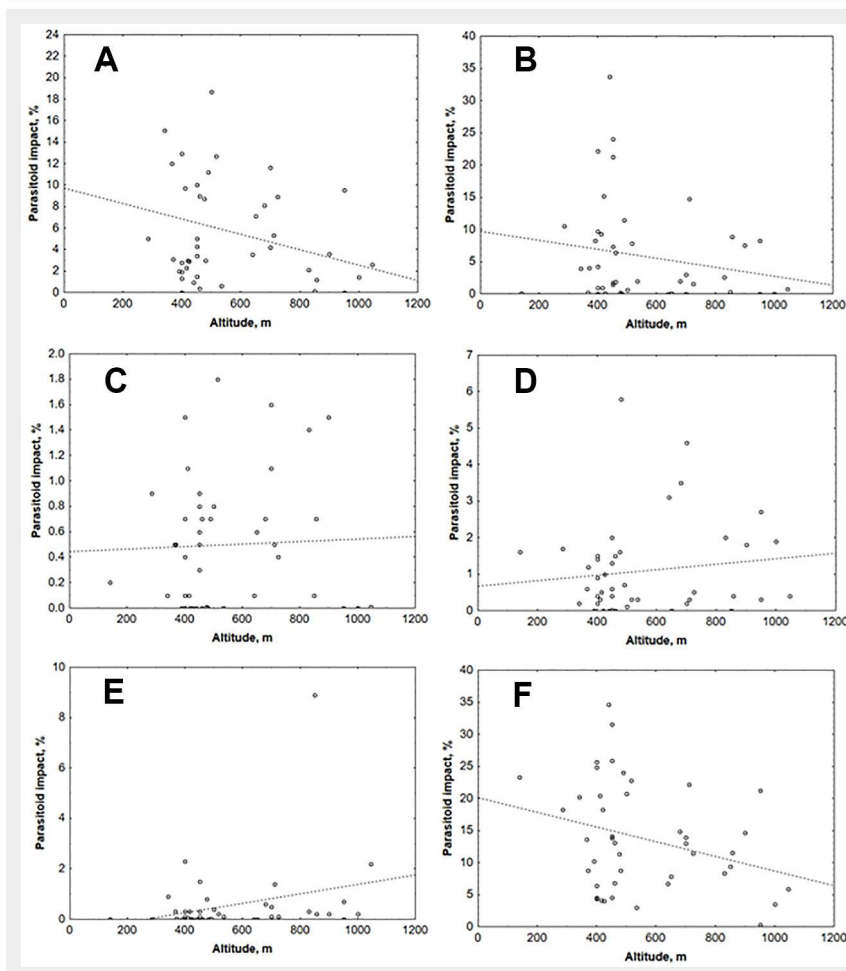 A
Parasitoid impact, %
24
22
20
18
16
14
12
10
8
6
4
2
0
0 200 400 600 800 1000 1200
Altitude, m
B
Parasitoid impact, %
40
35
30
25
20
15
10
5
0
0 200 400 600 800 1000 1200
Altitude, m
C
Parasitoid impact, %
2.0
1.8
1.6
1.4
1.2
1.0
0.8
0.6
0.4
0.2
0.0
0 200 400 600 800 1000 1200
Altitude, m
D
Parasitoid impact, %
7
6
5
4
3
2
1
0
0 200 400 600 800 1000 1200
Altitude, m
E
Parasitoid impact, %
10
8
6
4
2
0
0 200 400 600 800 1000 1200
Altitude, m
F
Parasitoid impact, %
40
35
30
25
20
15
10
5
0
0 200 400 600 800 1000 1200
Altitude, m